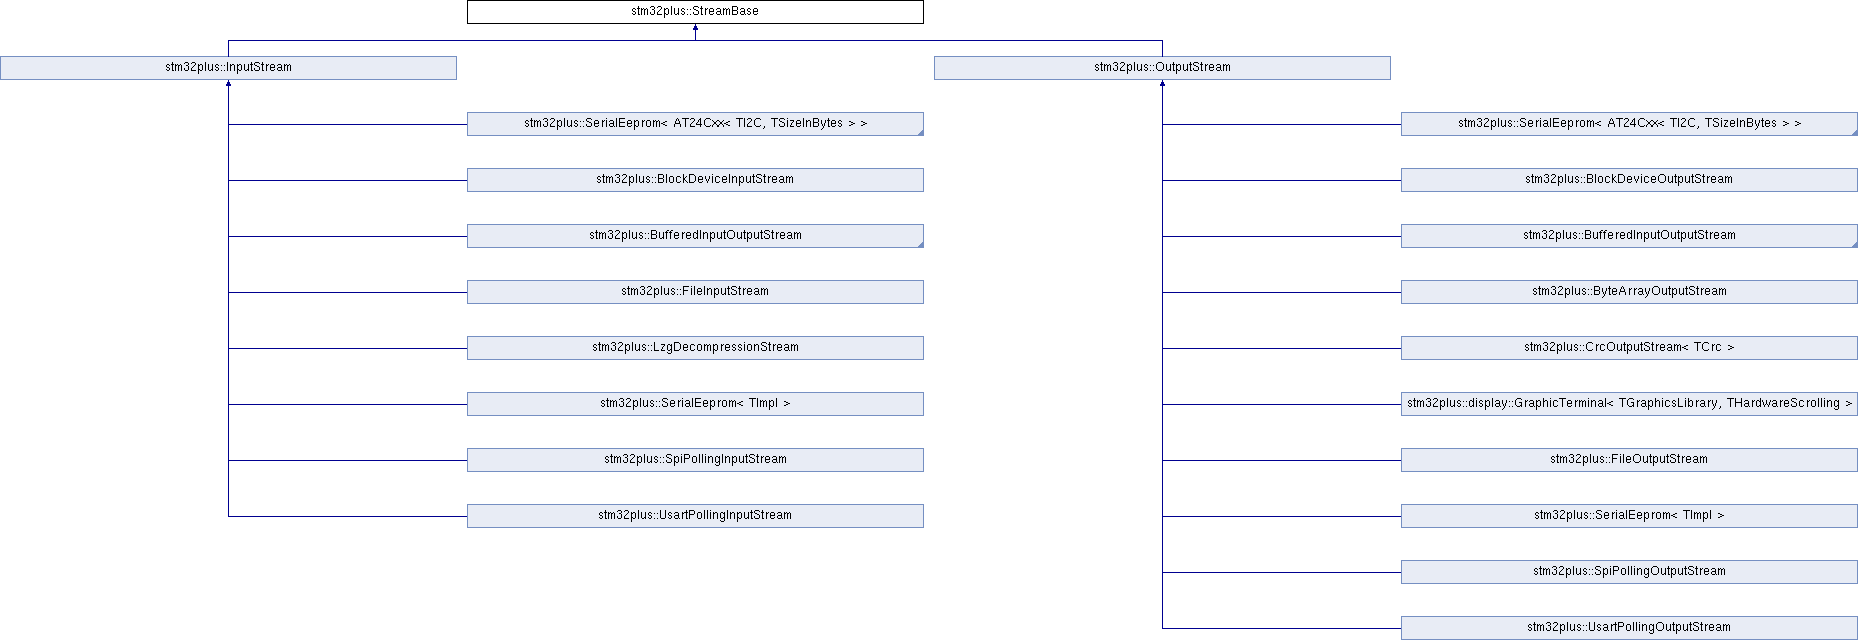 stm32plus::StreamBase
stm32plus::InputStream
stm32plus::OutputStream
stm32plus::SerialEeprom< AT24Cxx< TI2C, TSizeInBytes > >
stm32plus::SerialEeprom< AT24Cxx< TI2C, TSizeInBytes > >
stm32plus::BlockDeviceInputStream
stm32plus::BlockDeviceOutputStream
stm32plus::BufferedInputOutputStream
stm32plus::BufferedInputOutputStream
stm32plus::FileInputStream
stm32plus::ByteArrayOutputStream
stm32plus::LzgDecompressionStream
stm32plus::CrcOutputStream< TCrc >
stm32plus::SerialEeprom< TImpl >
stm32plus::display::GraphicTerminal< TGraphicsLibrary, THardwareScrolling >
stm32plus::SpiPollingInputStream
stm32plus::FileOutputStream
stm32plus::UsartPollingInputStream
stm32plus::SerialEeprom< TImpl >
stm32plus::SpiPollingOutputStream
stm32plus::UsartPollingOutputStream